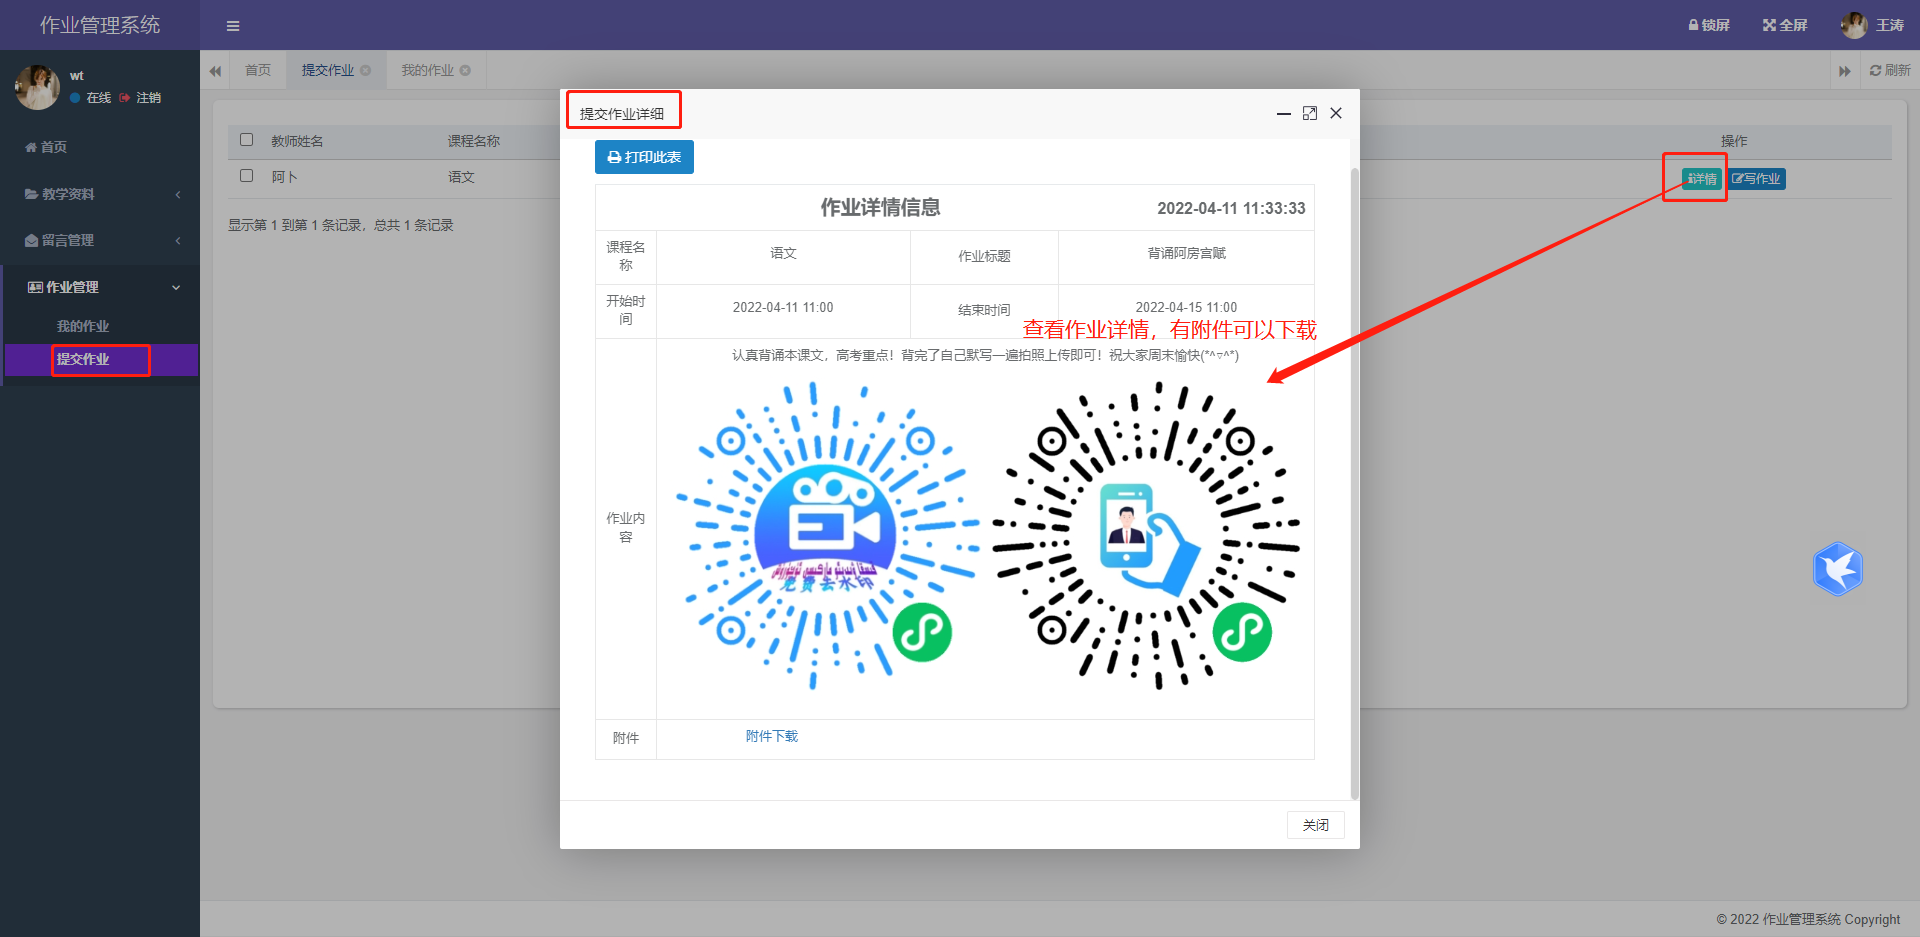 作业管理系统
锁屏
全屏
王涛
wt
在线
注销
首页
提交作业
我的作业
刷新
首页
教学资料
留言管理
作业管理
我的作业
提交作业
教师姓名
课程名称
操作
阿卜
语文
详情
写作业
显示第 1 到第 1 条记录，总共 1 条记录
提交作业详细
打印此表
作业详情信息
2022-04-11 11:33:33
课程名称
语文
作业标题
背诵阿房宫赋
开始时间
2022-04-11 11:00
结束时间
2022-04-15 11:00
查看作业详情，有附件可以下载
认真背诵本课文，高考重点！背完了自己默写一遍拍照上传即可！祝大家周末愉快(*^▽^*)
作业内容
免费去水印
附件
附件下载
关闭
© 2022 作业管理系统 Copyright